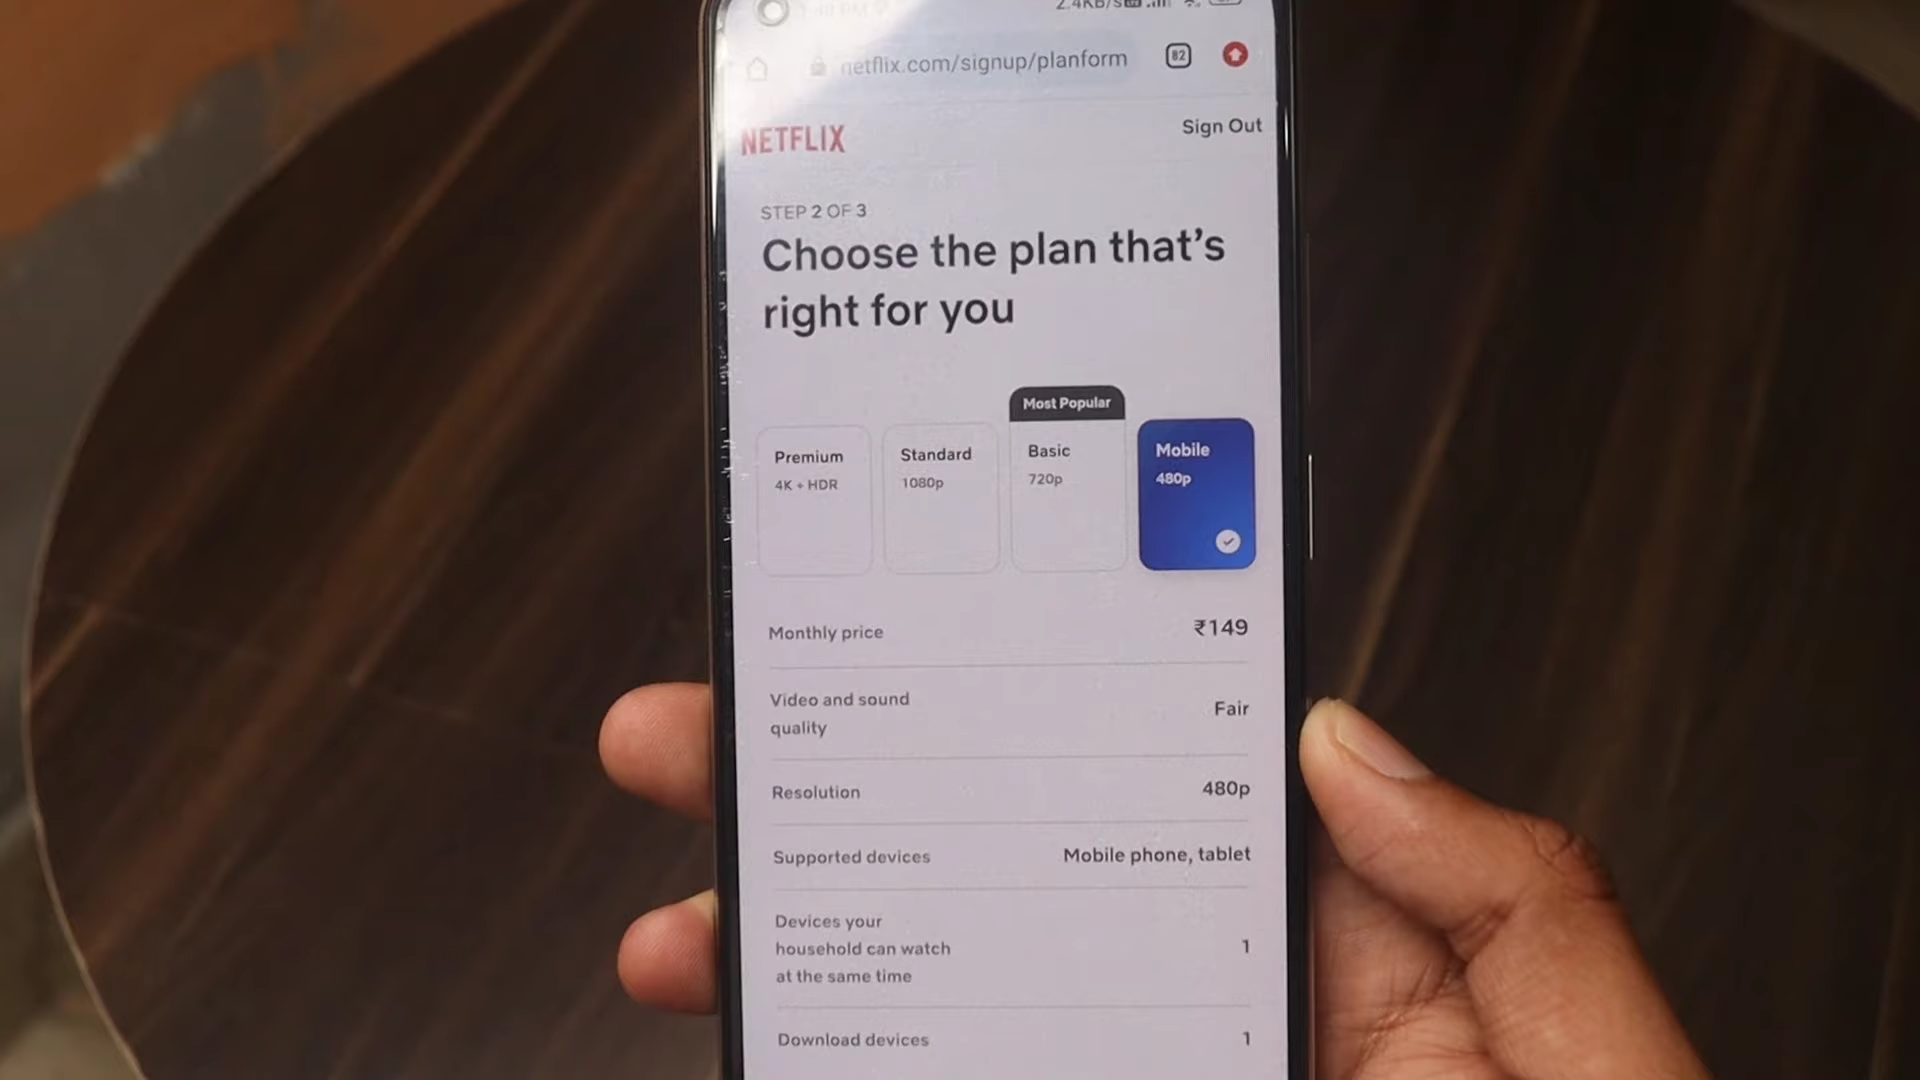 2.4KB/S
netflix.com/signup/planform
82
NETFLIX
Sign Out
STEP 2 OF 3
Choose the plan that's
right for you
Most Popular
Premium
4K + HDR
Standard
1080p
Basic
720p
Mobile
480p
Monthly price
₹149
Video and sound
quality
Fair
Resolution
480p
Supported devices
Mobile phone, tablet
Devices your
household can watch
at the same time
1
Download devices
1